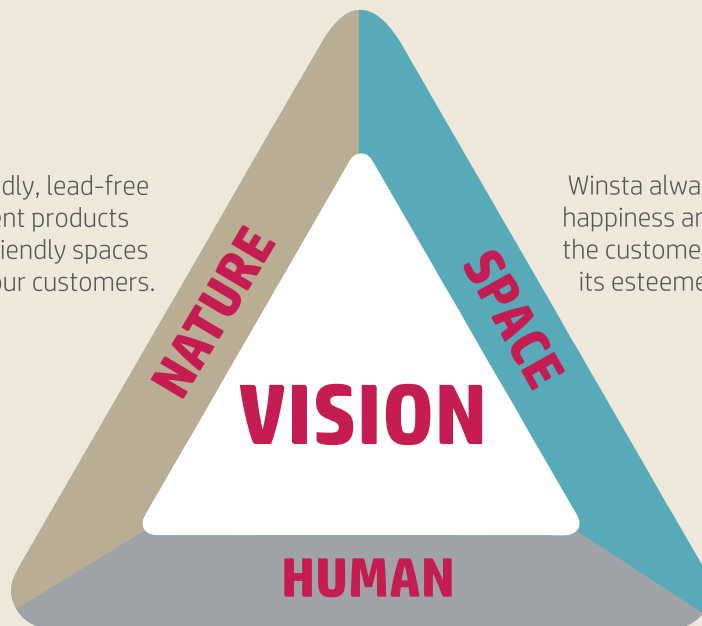 dly, lead-free
ent products
iendly spaces
ur customers.
Winsta alwa
happiness an
the custome
its esteeme
NATURE
SPACE
VISION
HUMAN